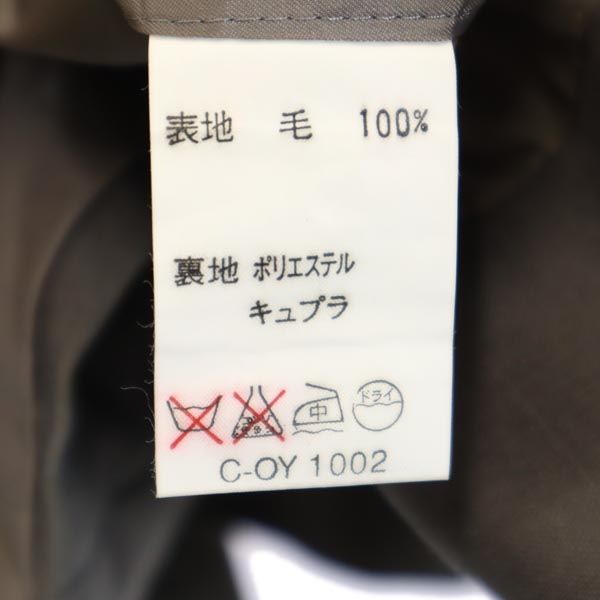 表地 毛 100%
裏地 ポリエステル
キュプラ
中 ドライ
C-OY 1002